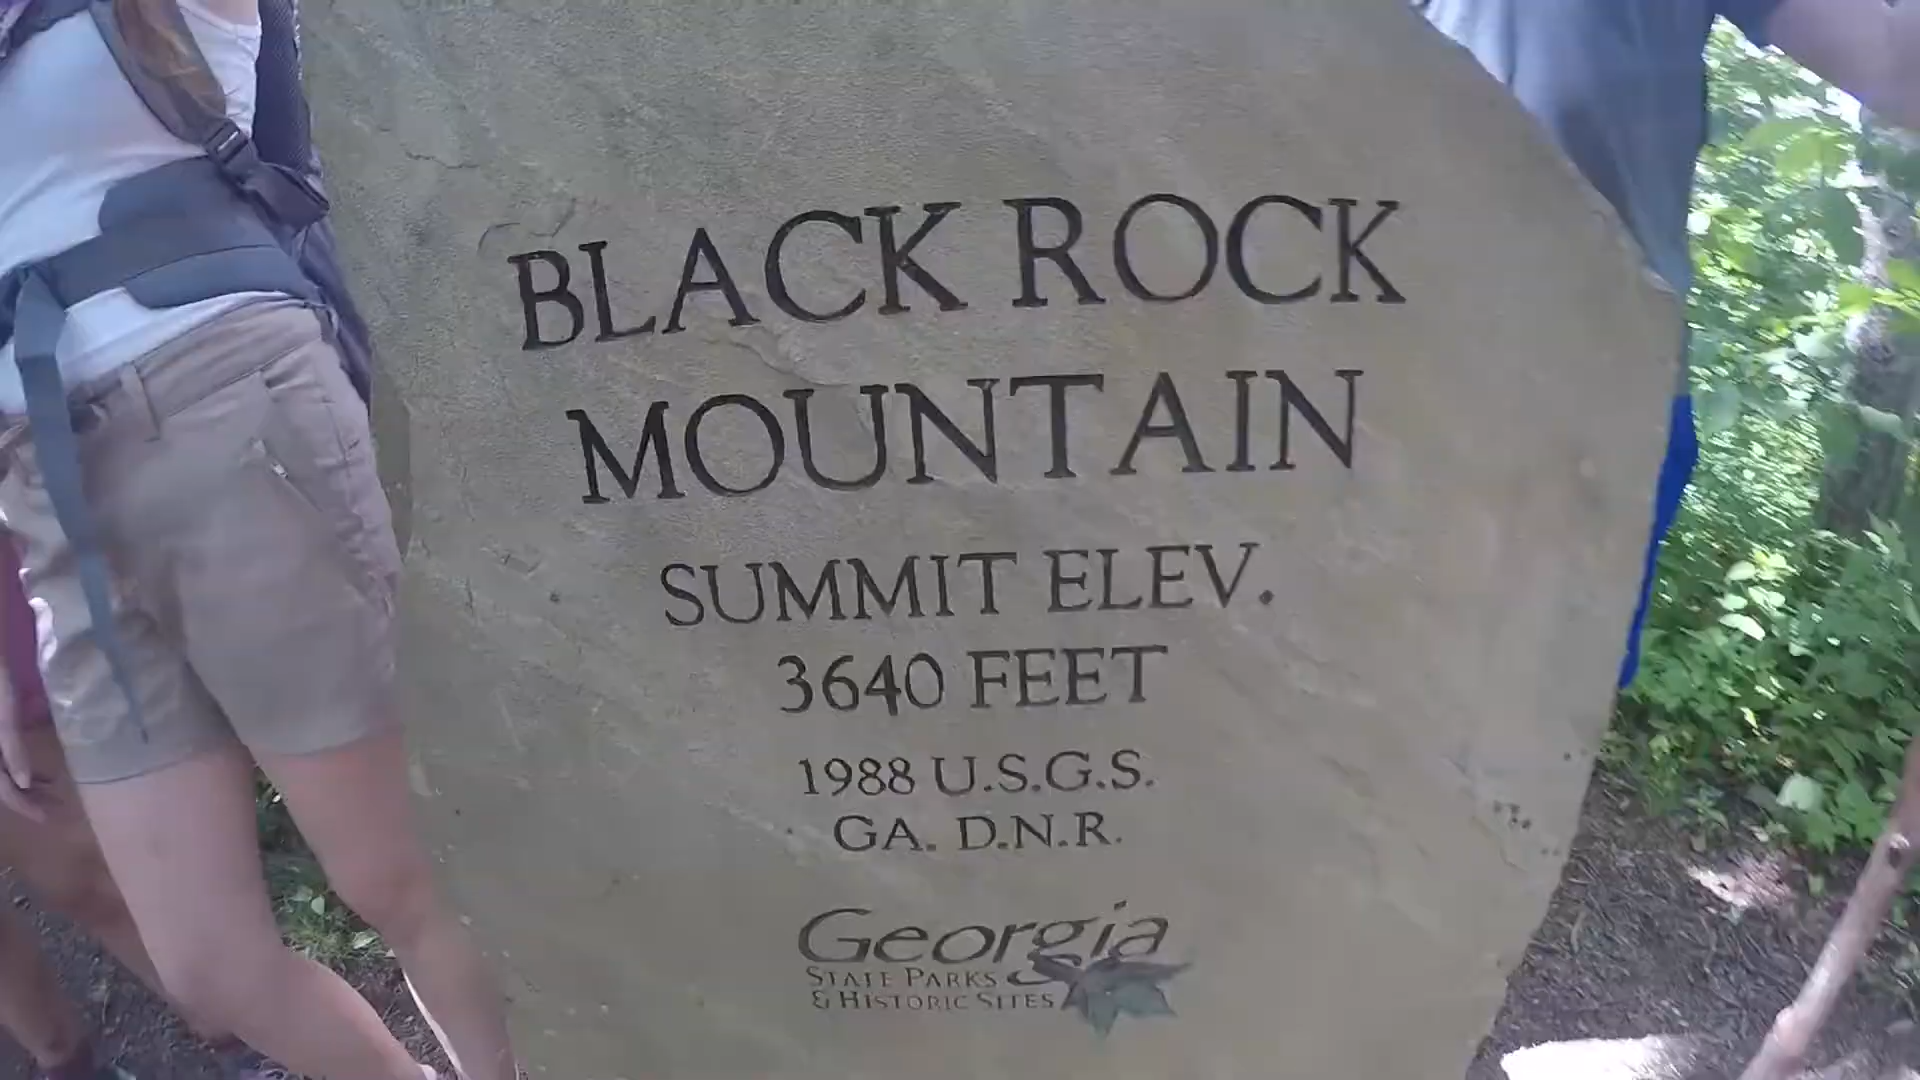 BLACK ROCK
MOUNTAIN
SUMMIT ELEV.
3640 FEET
1988 U.S.G.S.
GA. D.N.R.
Georgia
STATE PARKS
& HISTORIC SITES